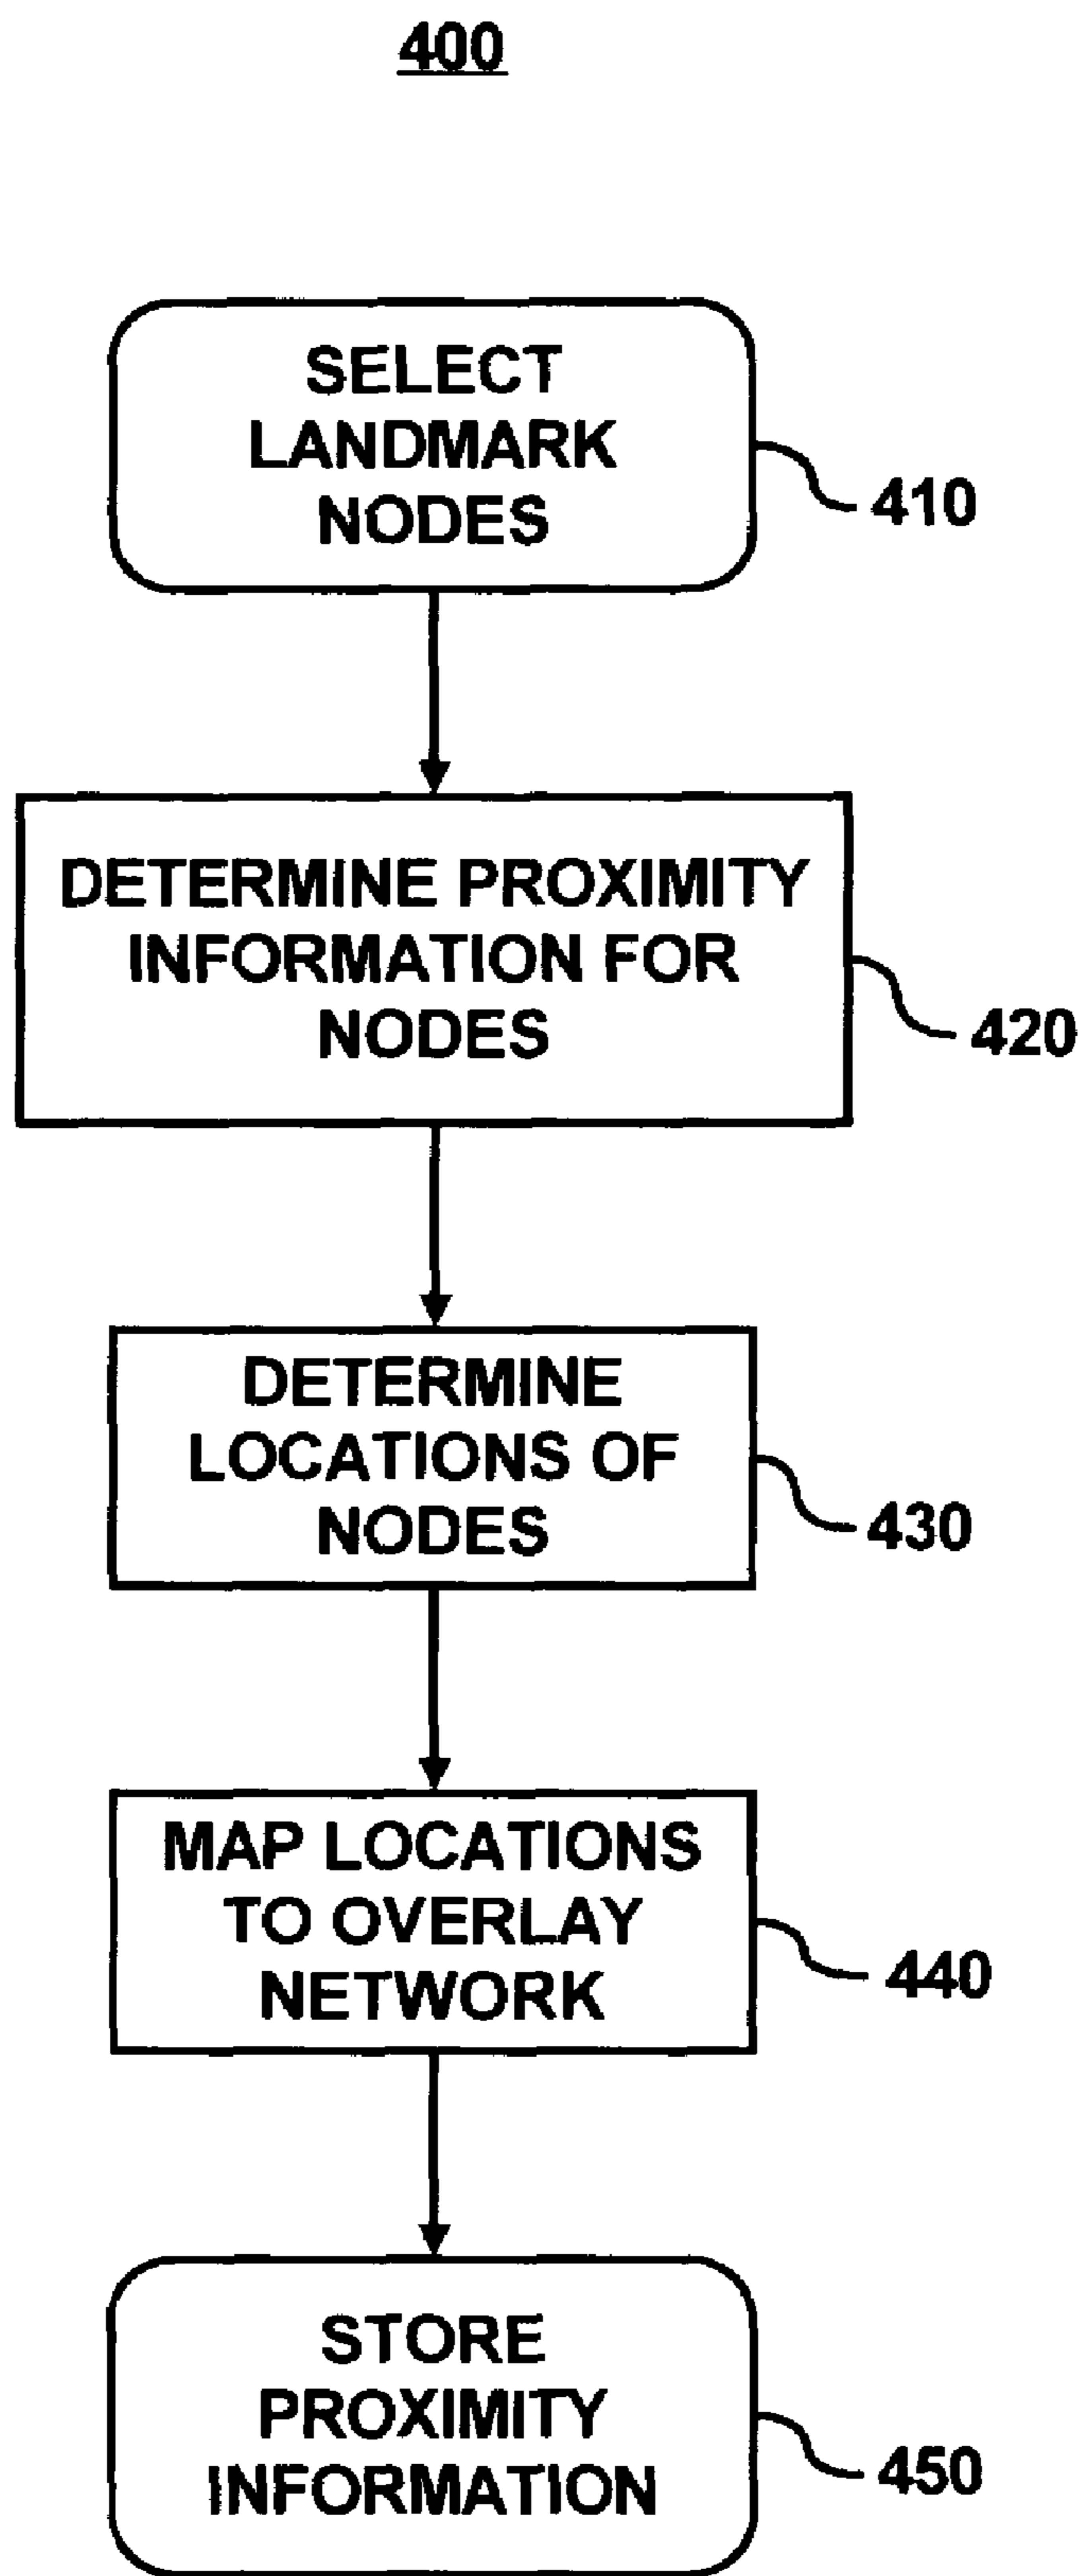 400
SELECT
LANDMARK
NODES
410
DETERMINE PROXIMITY
INFORMATION FOR
NODES
420
DETERMINE
LOCATIONS OF
NODES
430
MAP LOCATIONS
TO OVERLAY
NETWORK
440
STORE
PROXIMITY
INFORMATION
450